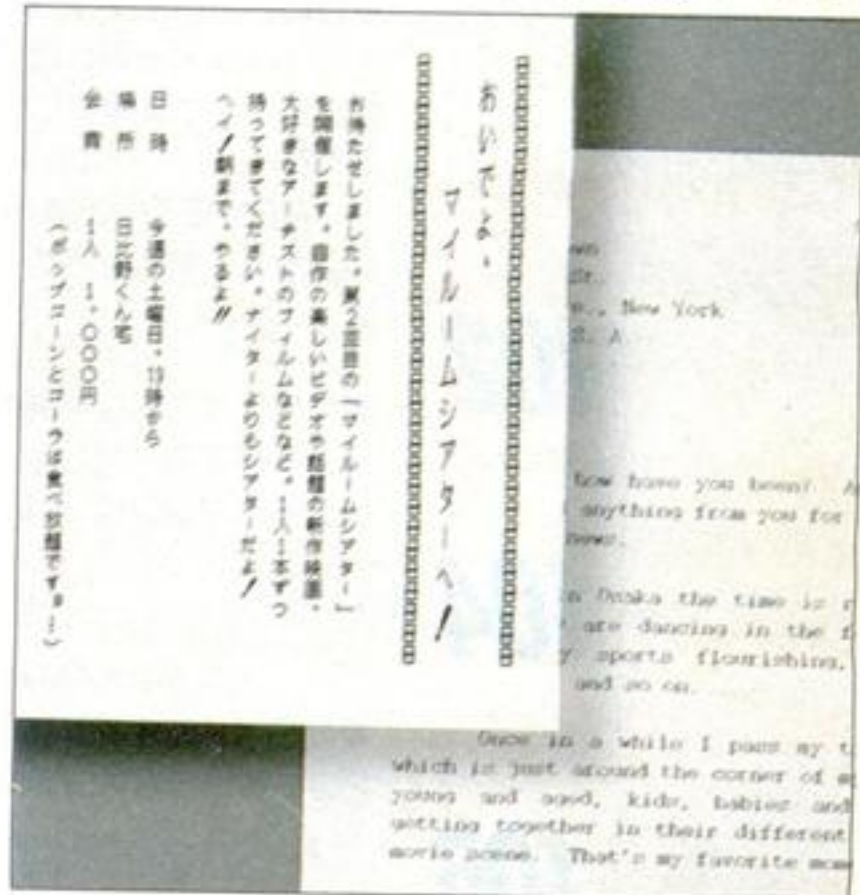 おいでよ、
マイルームシアターへ！
お待たせしました。第2回目の「マイルームシアター」
を開催します。自作の楽しいビデオや話題の新作映画、
大好きなアーチストのフィルムなどなど。1人1本ずつ
持ってきてください。ナイターよりもシアターだよ！
ヘイ！朝まで、やるよ!!
日時　今週の土曜日、19時から
場所　日比野くん宅
会費　1人　1,000円
（ポップコーンとコーラは食べ放題です
New York
how have you been?
anything from you for
news.
Osaka the time is
are dancing in the
sports flourishing,
and so on.
Once in a while I pass my
which is just around the corner of
young and aged, kids, babies and
getting together in their different
movie scene. That's my favorite